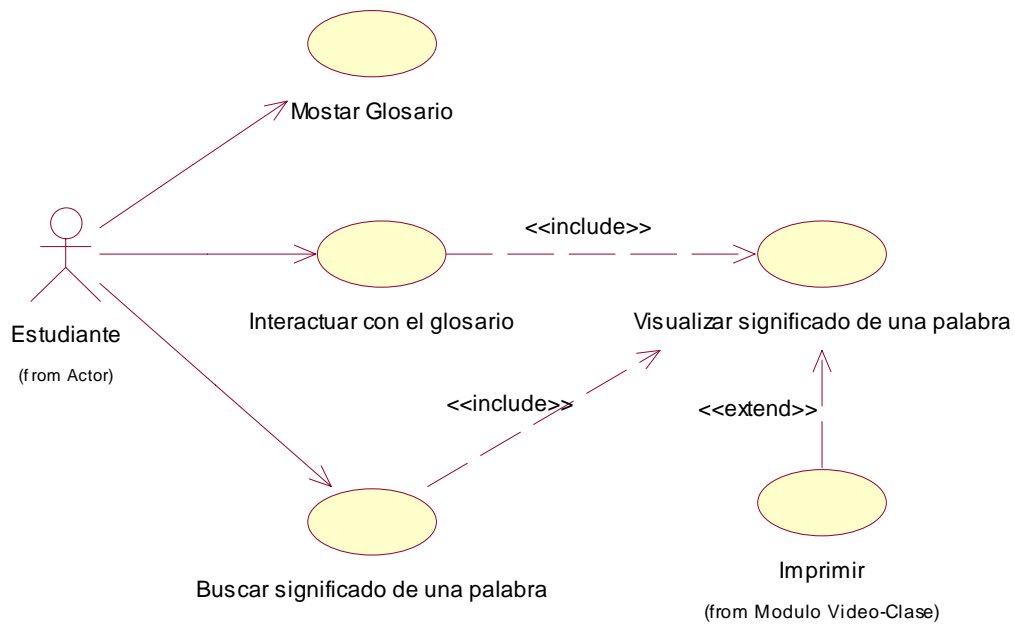 Mostar Glosario
<<include>>
Estudiante
(from Actor)
Interactuar con el glosario
Visualizar significado de una palabra
<<include>>
<<extend>>
Buscar significado de una palabra
Imprimir
(from Modulo Video-Clase)